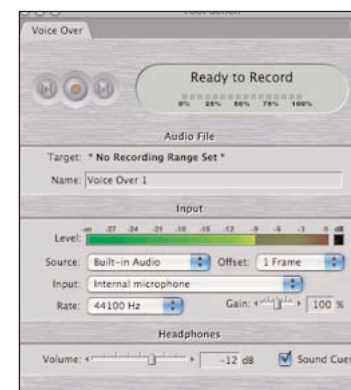 Voice Over
Ready to Record
0% 25% 50% 75% 100%
Audio File
Target: * No Recording Range Set *
Name: Voice Over 1
Input
-∞ -27 -24 -21 -18 -15 -12 -9 -6 -3 0 dB
Level:
Source: Built-in Audio Offset: 1 Frame
Input: Internal microphone
Rate: 44100 Hz Gain: 100 %
Headphones
Volume: -12 dB Sound Cues